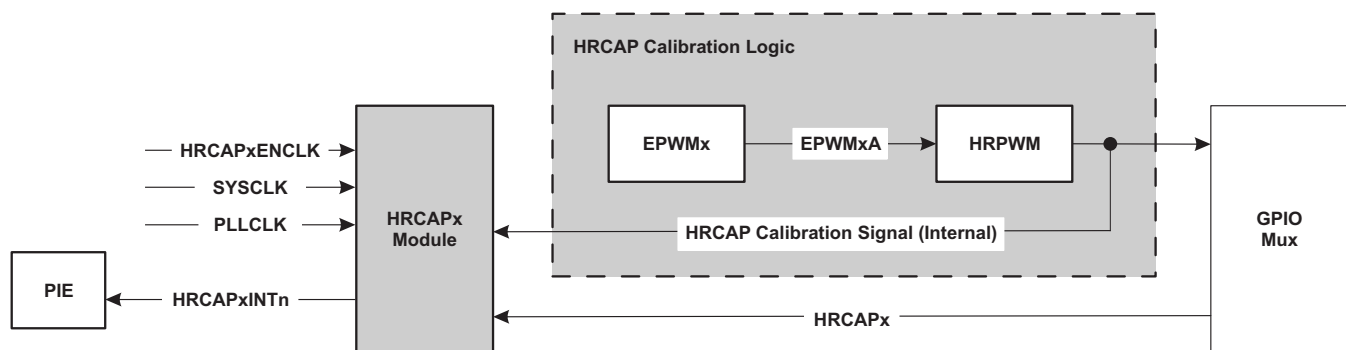 HRCAP Calibration Logic
EPWMx
EPWMxA
HRPWM
HRCAPxENCLK
SYSCLK
PLLCLK
HRCAPx
Module
HRCAP Calibration Signal (Internal)
GPIO
Mux
PIE
HRCAPxINTn
HRCAPx